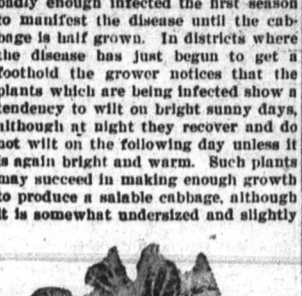 badly enough infected the first season
to manifest the disease until the cab-
bage is half grown. In districts where
the disease has just begun to get a
foothold the grower notices that the
plants which are being infected show a
tendency to wilt on bright sunny days,
although at night they recover and do
not wilt on the following day unless it
is again bright and warm. Such plants
may succeed in making enough growth
to produce a salable cabbage, although
it is somewhat undersized and slightly